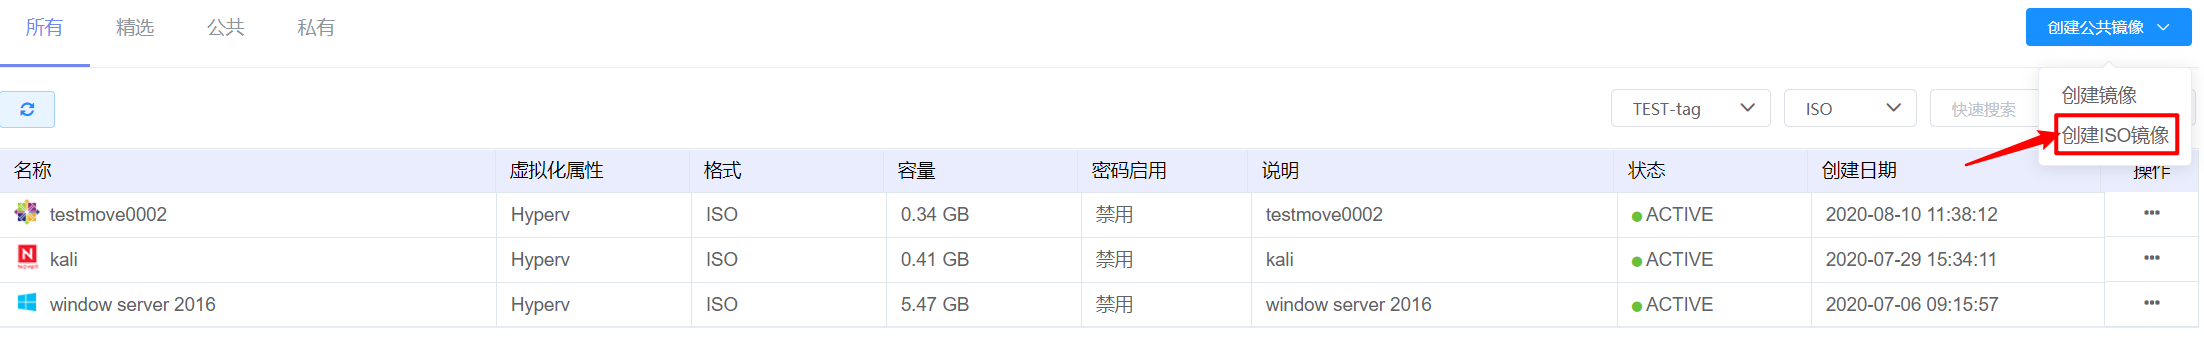 所有 精选 公共 私有 创建公共镜像
创建镜像
TEST-tag ISO 快速搜索
创建ISO镜像
名称 虚拟化属性 格式 容量 密码启用 说明 状态 创建日期 操作
testmove0002 Hyperv ISO 0.34 GB 禁用 testmove0002 ACTIVE 2020-08-10 11:38:12 •••
kali Hyperv ISO 0.41 GB 禁用 kali ACTIVE 2020-07-29 15:34:11 •••
window server 2016 Hyperv ISO 5.47 GB 禁用 window server 2016 ACTIVE 2020-07-06 09:15:57 •••